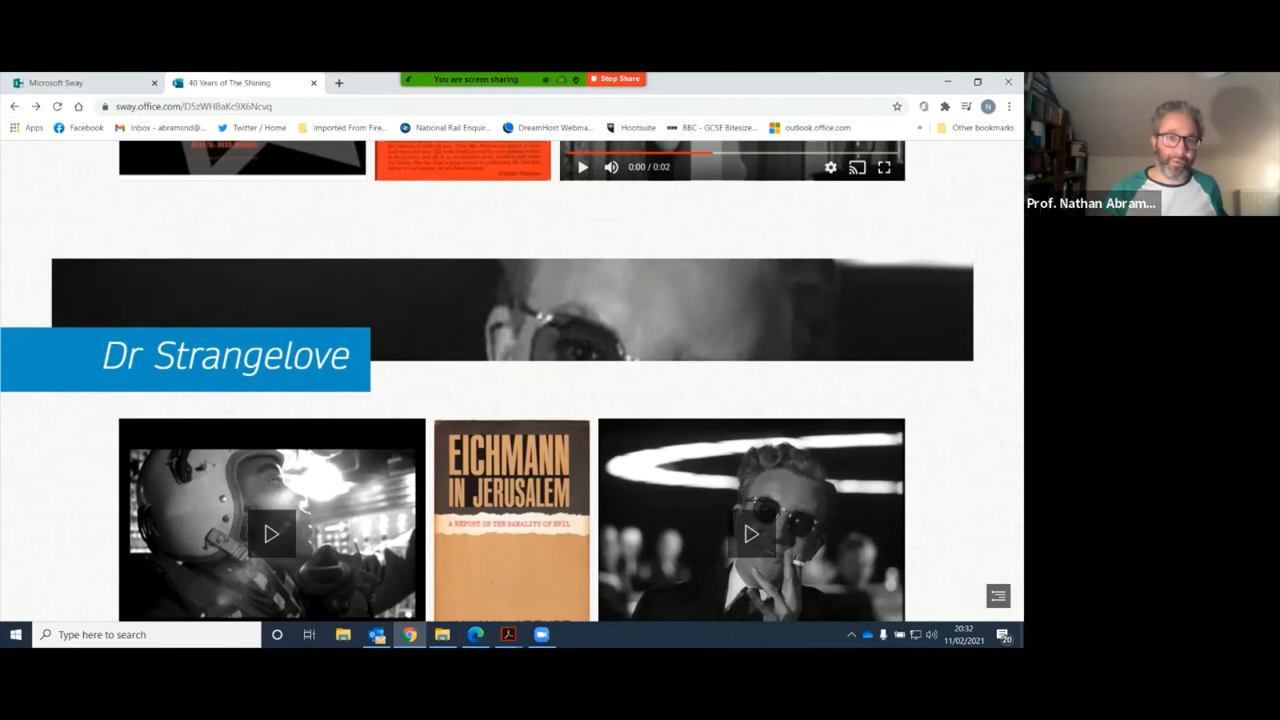 You are screen sharing
Stop Share
Microsoft Sway
40 Years of The Shining
sway.office.com/D5zWHBaKc9X6Ncvq
Apps
Facebook
Inbox - abramsnd@...
Twitter / Home
Imported From Fire...
National Rail Enquir...
DreamHost Webma...
Hootsuite
BBC - GCSE Bitesize...
outlook.office.com
»
Other bookmarks
N
0:00 / 0:02
Prof. Nathan Abram...
Dr Strangelove
EICHMANN
IN JERUSALEM
A REPORT ON THE BANALITY OF EVIL
Type here to search
20:32
11/02/2021
20